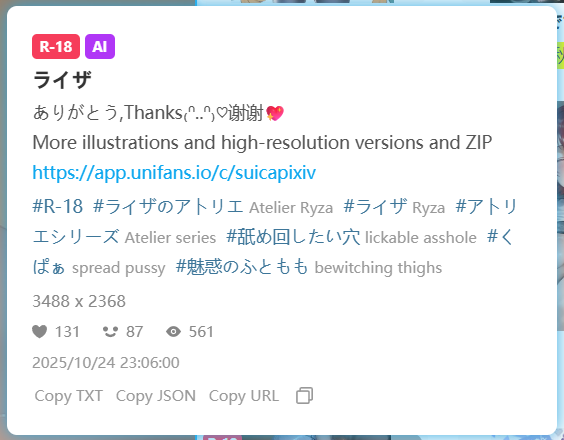 R-18 AI
ライザ
ありがとう,Thanks₍ᐢ..ᐢ₎♡谢谢💖
More illustrations and high-resolution versions and ZIP
https://app.unifans.io/c/suicapixiv
#R-18 #ライザのアトリエ Atelier Ryza #ライザ Ryza #アトリ
エシリーズ Atelier series #舐め回したい穴 lickable asshole #く
ぱぁ spread pussy #魅惑のふともも bewitching thighs
3488 x 2368
131 87 561
2025/10/24 23:06:00
Copy TXT Copy JSON Copy URL